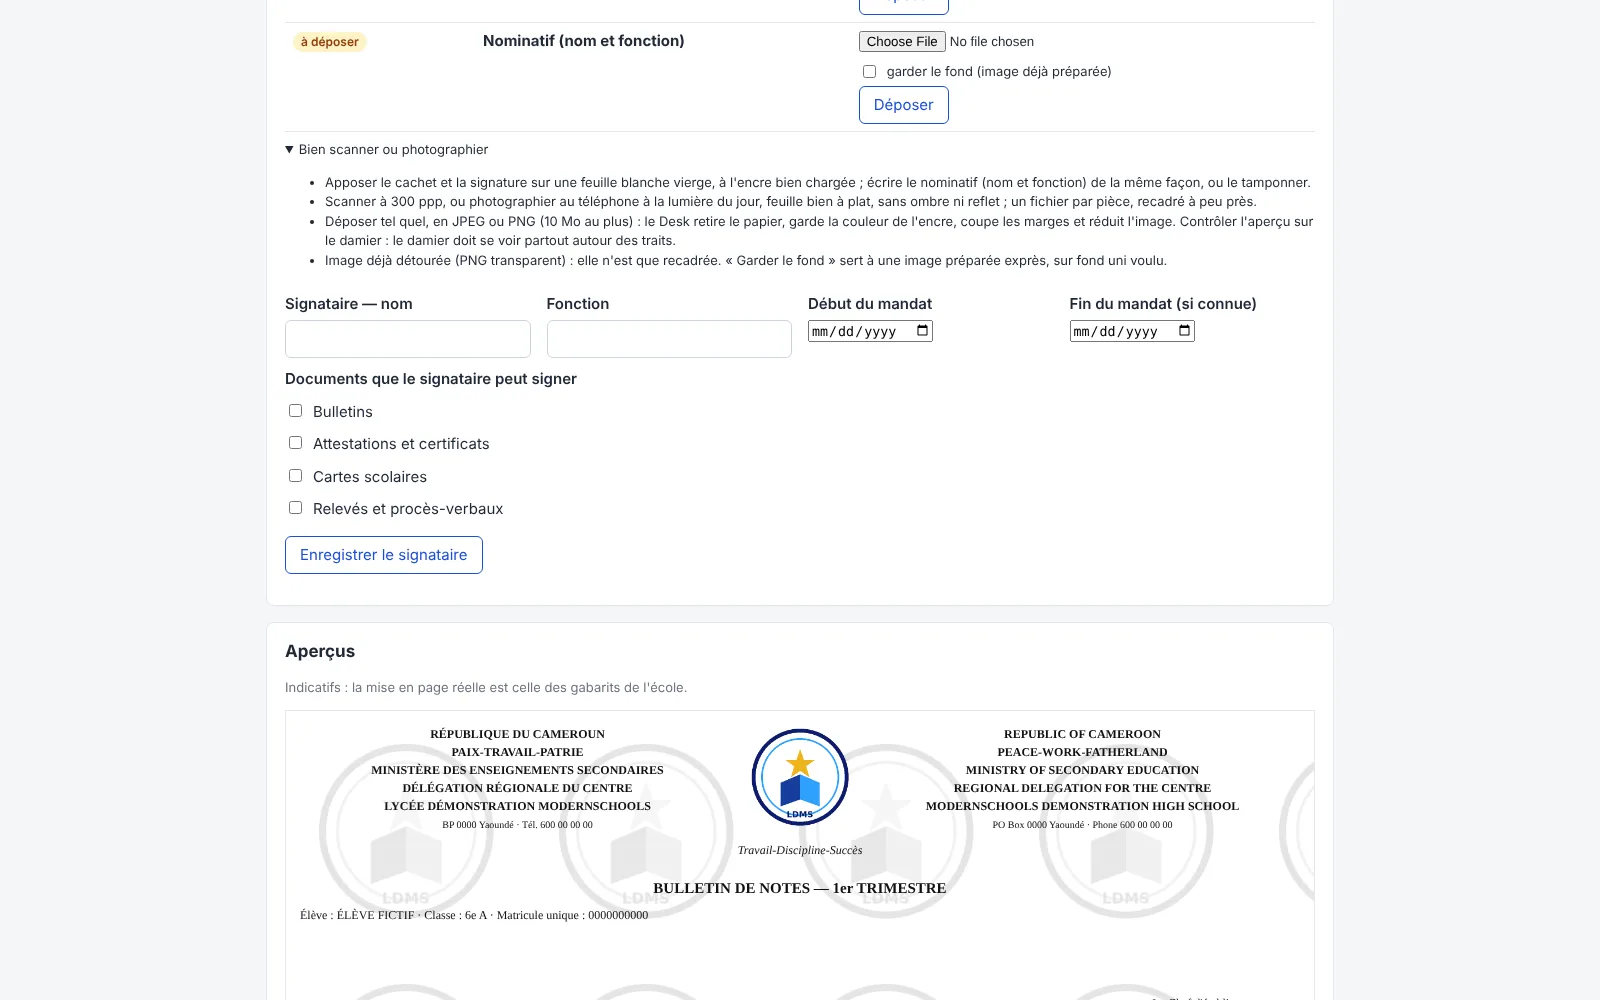 à déposer
Nominatif (nom et fonction)
Choose File No file chosen
garder le fond (image déjà préparée)
Déposer
▼ Bien scanner ou photographier
• Apposer le cachet et la signature sur une feuille blanche vierge, à l'encre bien chargée ; écrire le nominatif (nom et fonction) de la même façon, ou le tamponner.
• Scanner à 300 ppp, ou photographier au téléphone à la lumière du jour, feuille bien à plat, sans ombre ni reflet ; un fichier par pièce, recadré à peu près.
• Déposer tel quel, en JPEG ou PNG (10 Mo au plus) : le Desk retire le papier, garde la couleur de l'encre, coupe les marges et réduit l'image. Contrôler l'aperçu sur
le damier : le damier doit se voir partout autour des traits.
• Image déjà détourée (PNG transparent) : elle n'est que recadrée. « Garder le fond » sert à une image préparée exprès, sur fond uni voulu.
Signataire — nom
Fonction
Début du mandat
Fin du mandat (si connue)
mm/dd/yyyy
mm/dd/yyyy
Documents que le signataire peut signer
Bulletins
Attestations et certificats
Cartes scolaires
Relevés et procès-verbaux
Enregistrer le signataire
Aperçus
Indicatifs : la mise en page réelle est celle des gabarits de l'école.
RÉPUBLIQUE DU CAMEROUN
PAIX-TRAVAIL-PATRIE
MINISTÈRE DES ENSEIGNEMENTS SECONDAIRES
DÉLÉGATION RÉGIONALE DU CENTRE
LYCÉE DÉMONSTRATION MODERNSCHOOLS
BP 0000 Yaoundé · Tél. 600 00 00 00
LDMS
Travail-Discipline-Succès
REPUBLIC OF CAMEROON
PEACE-WORK-FATHERLAND
MINISTRY OF SECONDARY EDUCATION
REGIONAL DELEGATION FOR THE CENTRE
MODERNSCHOOLS DEMONSTRATION HIGH SCHOOL
PO Box 0000 Yaoundé · Phone 600 00 00 00
BULLETIN DE NOTES — 1er TRIMESTRE
LDMS
LDMS
LDMS
LDMS
Élève : ÉLÈVE FICTIF · Classe : 6e A · Matricule unique : 0000000000